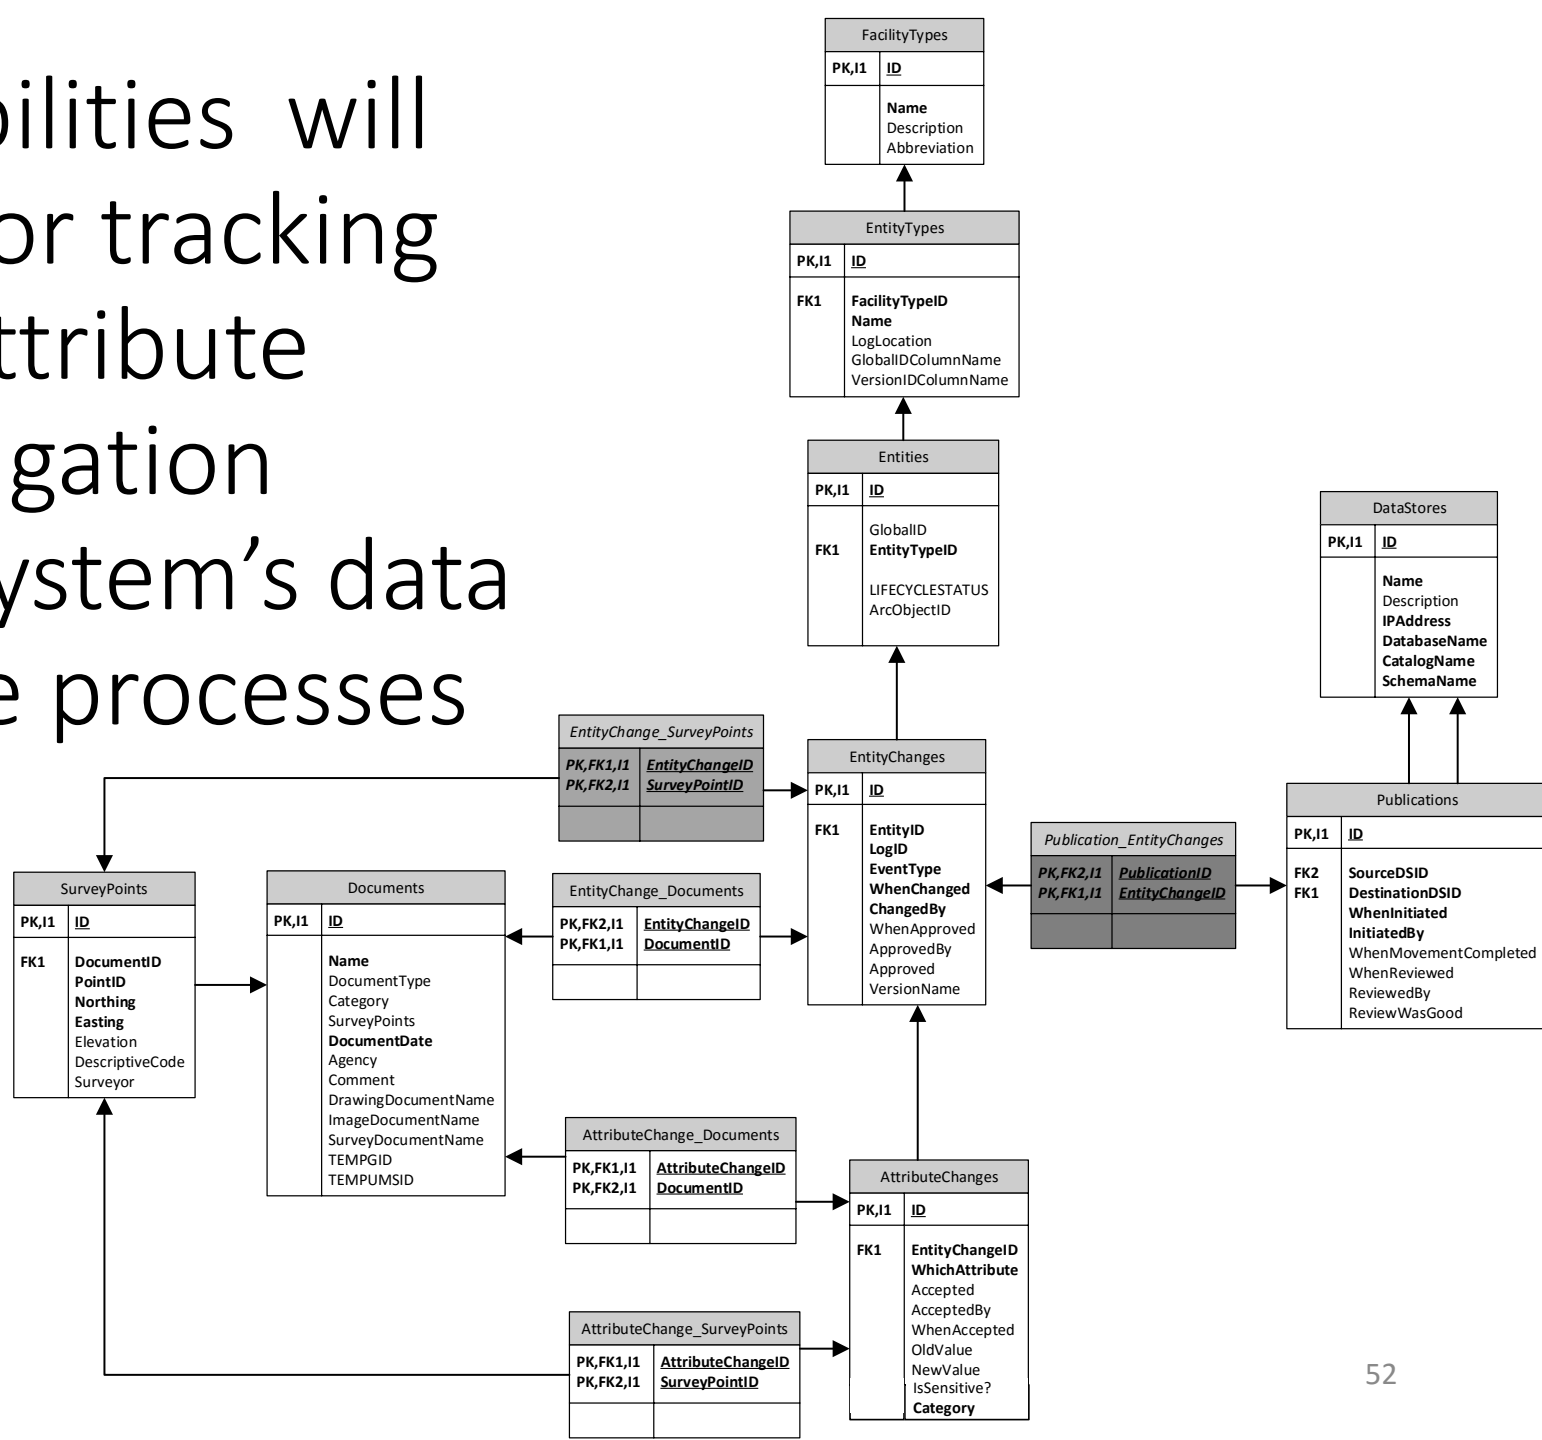 bilities will
or tracking
ttribute
gation
ystem's data
e processes
FacilityTypes
PK,I1 ID
Name
Description
Abbreviation
EntityTypes
PK,I1 ID
FK1 FacilityTypeID
Name
LogLocation
GlobalIDColumnName
VersionIDColumnName
Entities
PK,I1 ID
GlobalID
FK1 EntityTypeID
LIFECYCLESTATUS
ArcObjectID
DataStores
PK,I1 ID
Name
Description
IPAddress
DatabaseName
CatalogName
SchemaName
EntityChange_SurveyPoints
PK,FK1,I1 EntityChangeID
PK,FK2,I1 SurveyPointID
EntityChanges
PK,I1 ID
FK1 EntityID
LogID
EventType
WhenChanged
ChangedBy
WhenApproved
ApprovedBy
Approved
VersionName
Publication_EntityChanges
PK,FK2,I1 PublicationID
PK,FK1,I1 EntityChangeID
Publications
PK,I1 ID
FK2 SourceDSID
FK1 DestinationDSID
WhenInitiated
InitiatedBy
WhenMovementCompleted
WhenReviewed
ReviewedBy
ReviewWasGood
SurveyPoints
PK,I1 ID
FK1 DocumentID
PointID
Northing
Easting
Elevation
DescriptiveCode
Surveyor
Documents
PK,I1 ID
Name
DocumentType
Category
SurveyPoints
DocumentDate
Agency
Comment
DrawingDocumentName
ImageDocumentName
SurveyDocumentName
TEMPGID
TEMPUMSID
EntityChange_Documents
PK,FK2,I1 EntityChangeID
PK,FK1,I1 DocumentID
AttributeChange_Documents
PK,FK1,I1 AttributeChangeID
PK,FK2,I1 DocumentID
AttributeChanges
PK,I1 ID
FK1 EntityChangeID
WhichAttribute
Accepted
AcceptedBy
WhenAccepted
OldValue
NewValue
IsSensitive?
Category
AttributeChange_SurveyPoints
PK,FK1,I1 AttributeChangeID
PK,FK2,I1 SurveyPointID
52